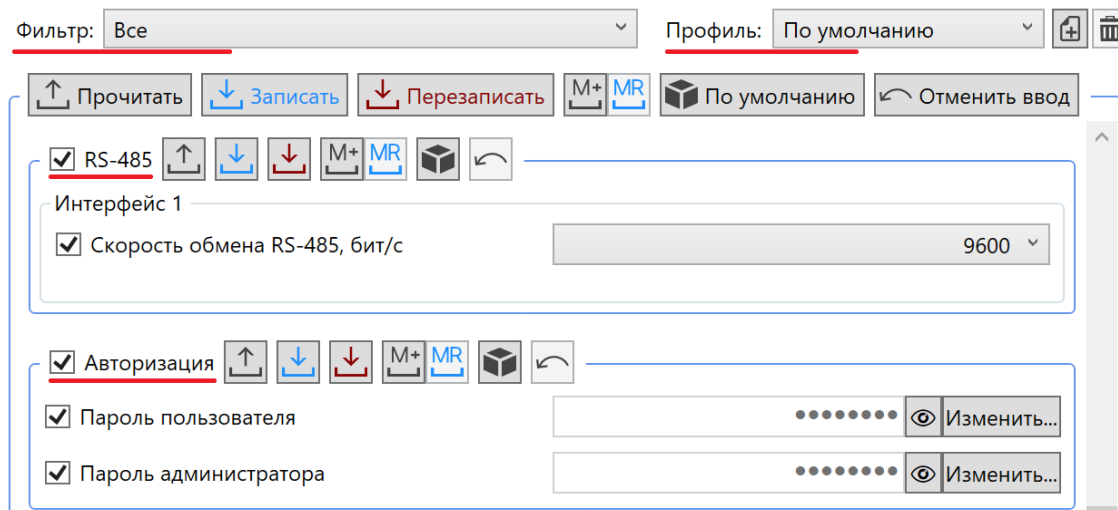 Фильтр: Все Профиль: По умолчанию
Прочитать Записать Перезаписать M+ MR По умолчанию Отменить ввод
RS-485 M+ MR
Интерфейс 1
Скорость обмена RS-485, бит/с 9600
Авторизация M+ MR
Пароль пользователя ●●●●●●●● Изменить...
Пароль администратора ●●●●●●●● Изменить...